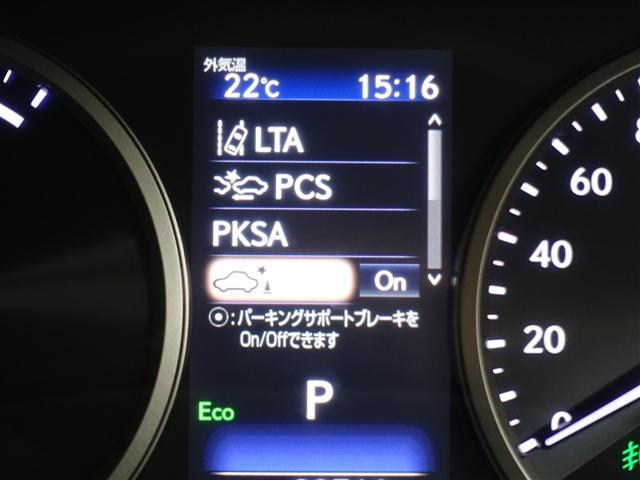 外気温
22℃ 15:16
LTA
PCS
PKSA
On
⦿:パーキングサポートブレーキを
On/Offできます
Eco
P
60
40
20
0